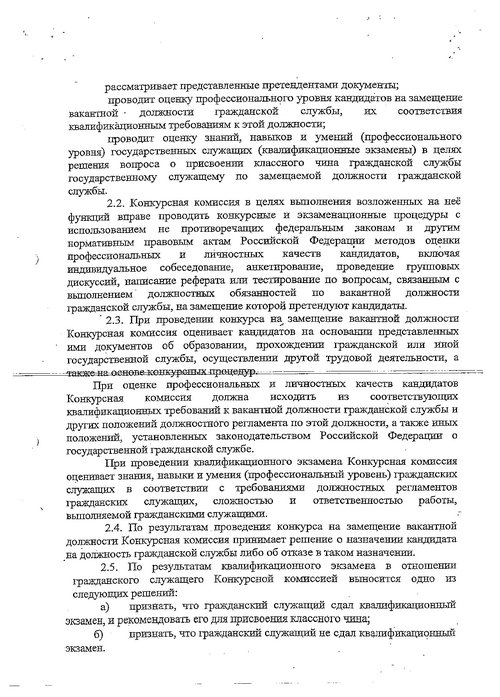 рассматривает представленные претендентами документы;
проводит оценку профессионального уровня кандидатов на замещение
вакантной должности гражданской службы, их соответствия
квалификационным требованиям к этой должности;
проводит оценку знаний, навыков и умений (профессионального
уровня) государственных служащих (квалификационные экзамены) в целях
решения вопроса о присвоении классного чина гражданской службы
государственному служащему по замещаемой должности гражданской
службы.
2.2. Конкурсная комиссия в целях выполнения возложенных на неё
функций вправе проводить конкурсные и экзаменационные процедуры с
использованием не противоречащих федеральным законам и другим
нормативным правовым актам Российской Федерации методов оценки
профессиональных и личностных качеств кандидатов, включая
индивидуальное собеседование, анкетирование, проведение групповых
дискуссий, написание реферата или тестирование по вопросам, связанным с
выполнением должностных обязанностей по вакантной должности
гражданской службы, на замещение которой претендуют кандидаты.
2.3. При проведении конкурса на замещение вакантной должности
Конкурсная комиссия оценивает кандидатов на основании представленных
ими документов об образовании, прохождении гражданской или иной
государственной службы, осуществлении другой трудовой деятельности, а
также на основе конкурсных процедур.
При оценке профессиональных и личностных качеств кандидатов
Конкурсная комиссия должна исходить из соответствующих
квалификационных требований к вакантной должности гражданской службы и
других положений должностного регламента по этой должности, а также иных
положений, установленных законодательством Российской Федерации о
государственной гражданской службе.
При проведении квалификационного экзамена Конкурсная комиссия
оценивает знания, навыки и умения (профессиональный уровень) гражданских
служащих в соответствии с требованиями должностных регламентов
гражданских служащих, сложностью и ответственностью работы,
выполняемой гражданскими служащими.
2.4. По результатам проведения конкурса на замещение вакантной
должности Конкурсная комиссия принимает решение о назначении кандидата
на должность гражданской службы либо об отказе в таком назначении.
2.5. По результатам квалификационного экзамена в отношении
гражданского служащего Конкурсной комиссией выносится одно из
следующих решений:
а) признать, что гражданский служащий сдал квалификационный
экзамен, и рекомендовать его для присвоения классного чина;
б) признать, что гражданский служащий не сдал квалификационный
экзамен.